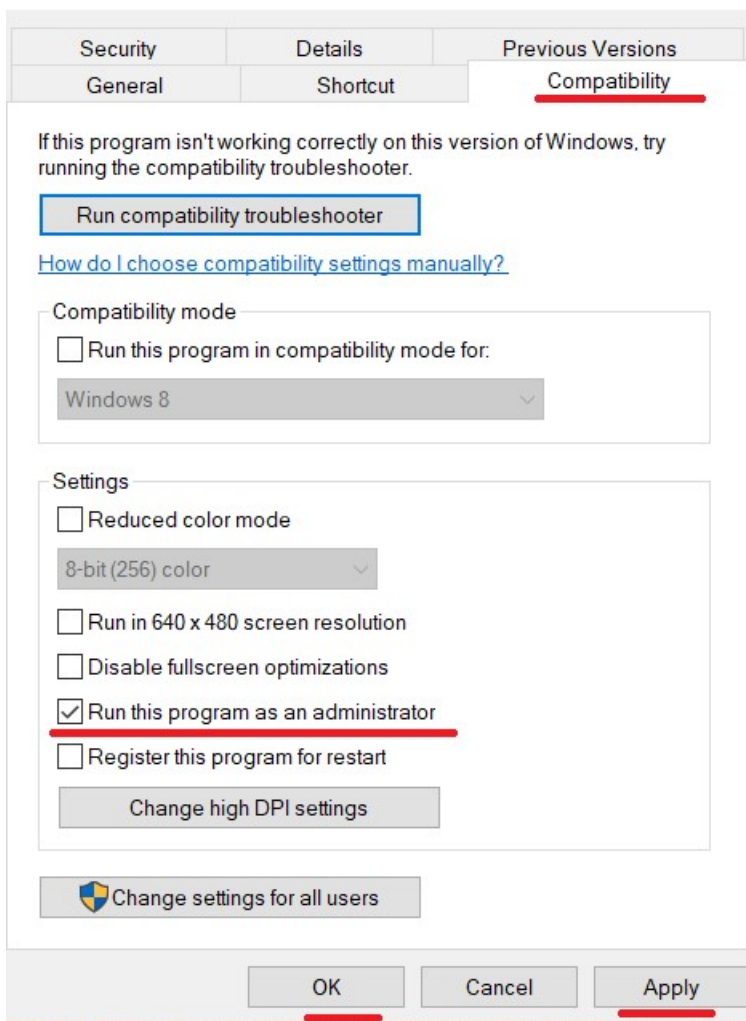 Security Details Previous Versions
General Shortcut Compatibility
If this program isn't working correctly on this version of Windows, try
running the compatibility troubleshooter.
Run compatibility troubleshooter
How do I choose compatibility settings manually?
Compatibility mode
Run this program in compatibility mode for:
Windows 8
Settings
Reduced color mode
8-bit (256) color
Run in 640 x 480 screen resolution
Disable fullscreen optimizations
Run this program as an administrator
Register this program for restart
Change high DPI settings
Change settings for all users
OK Cancel Apply